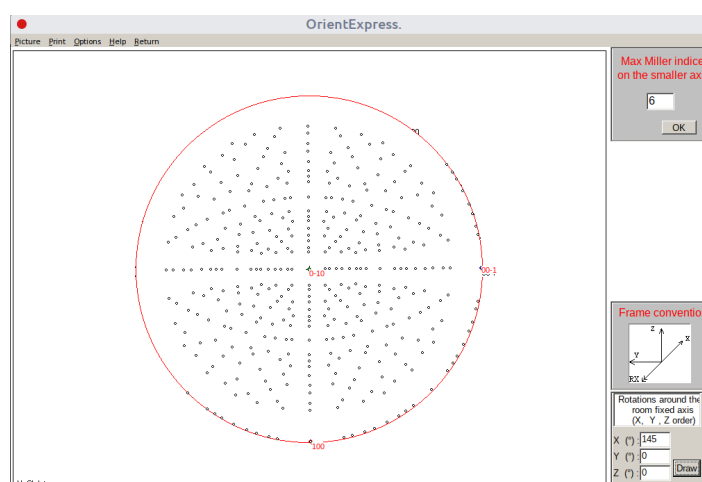 OrientExpress.
Picture Print Options Help Return
Max Miller indice
on the smaller ax
6
OK
0-10
00-1
100
Frame conventio
Z
X
Y
RX
Rotations around the
room fixed axis
(X, Y , Z order)
X (°) : 145
Y (°) : 0
Z (°) : 0
Draw